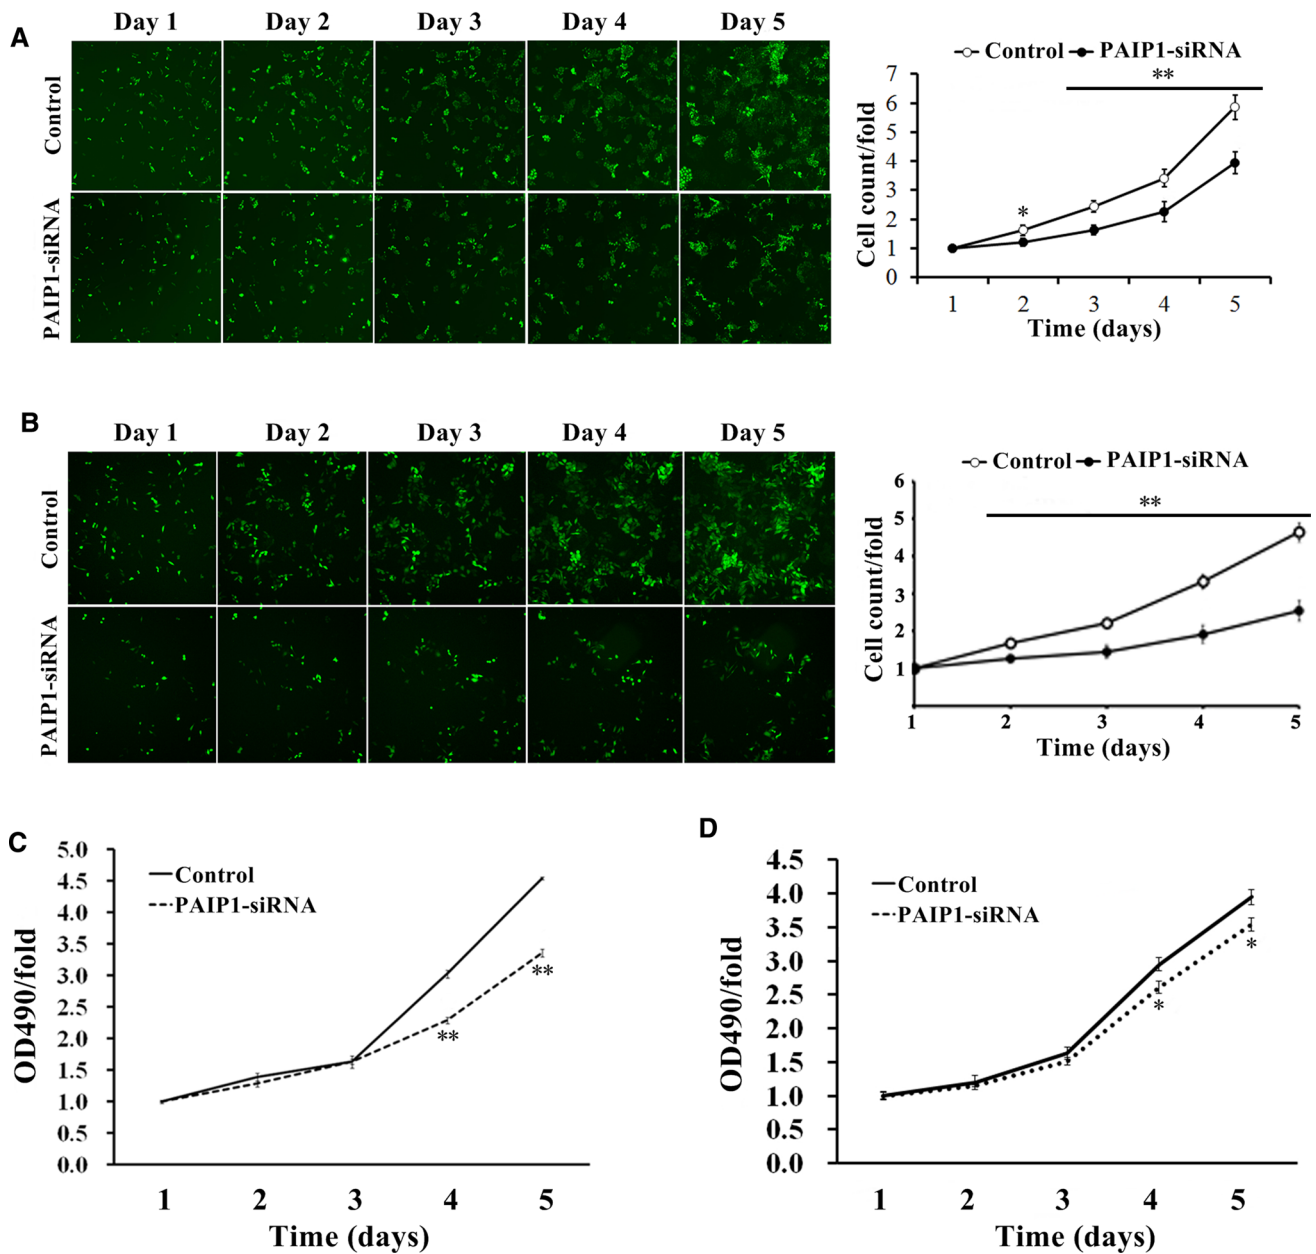 A
Day 1 Day 2 Day 3 Day 4 Day 5
Control
PAIP1-siRNA
Control PAIP1-siRNA
**
*
Cell count/fold
7
6
5
4
3
2
1
0
1 2 3 4 5
Time (days)
B
Day 1 Day 2 Day 3 Day 4 Day 5
Control
PAIP1-siRNA
Control PAIP1-siRNA
**
Cell count/fold
6
5
4
3
2
1
1 2 3 4 5
Time (days)
C
Control
PAIP1-siRNA
OD490/fold
5.0
4.5
4.0
3.5
3.0
2.5
2.0
1.5
1.0
0.5
0.0
**
**
1 2 3 4 5
Time (days)
D
Control
PAIP1-siRNA
OD490/fold
4.5
4.0
3.5
3.0
2.5
2.0
1.5
1.0
0.5
0.0
*
*
1 2 3 4 5
Time (days)